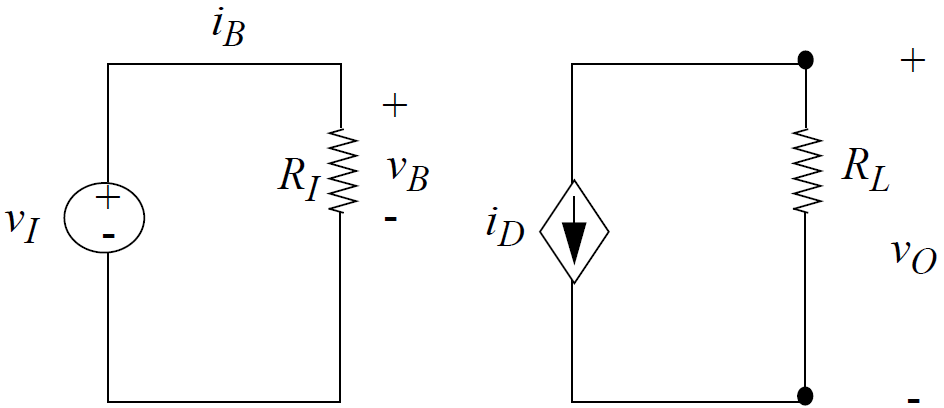 i_B
+
+
R_I
v_B
R_L
+
v_I
-
-
i_D
v_O
-